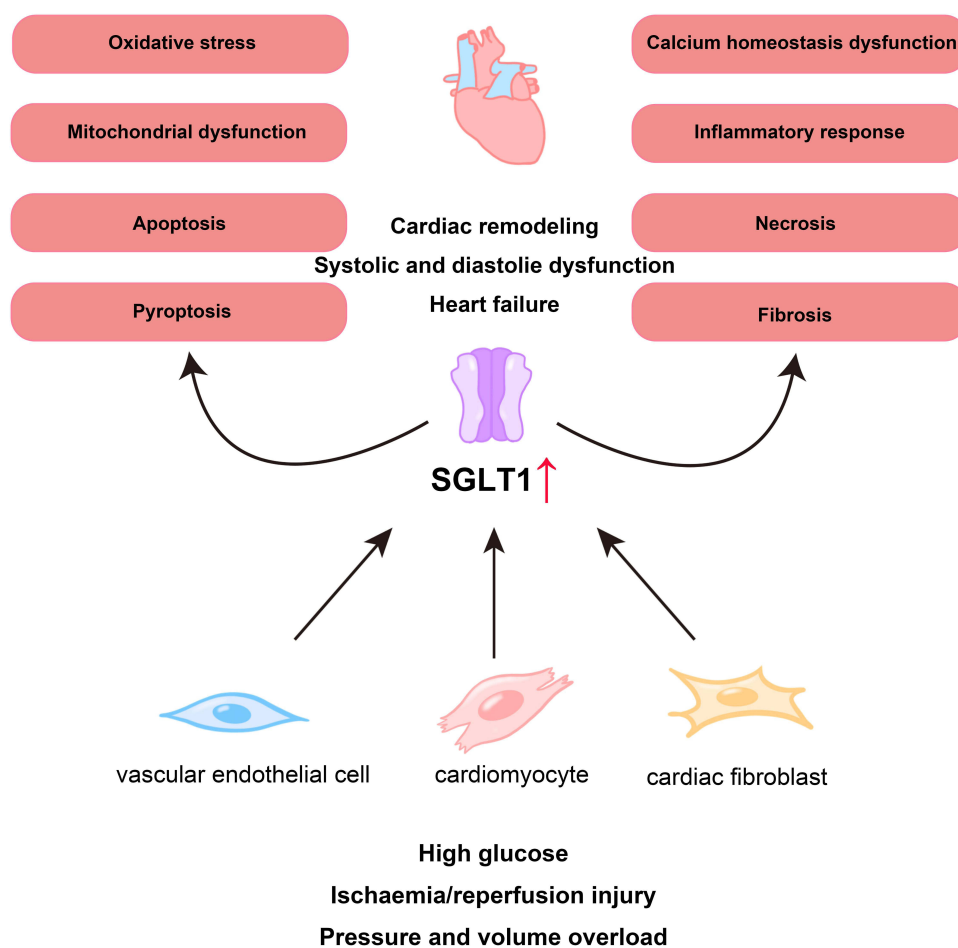 Oxidative stress
Calcium homeostasis dysfunction
Mitochondrial dysfunction
Inflammatory response
Apoptosis
Necrosis
Cardiac remodeling
Systolic and diastolie dysfunction
Heart failure
Pyroptosis
Fibrosis
SGLT1↑
vascular endothelial cell
cardiomyocyte
cardiac fibroblast
High glucose
Ischaemia/reperfusion injury
Pressure and volume overload